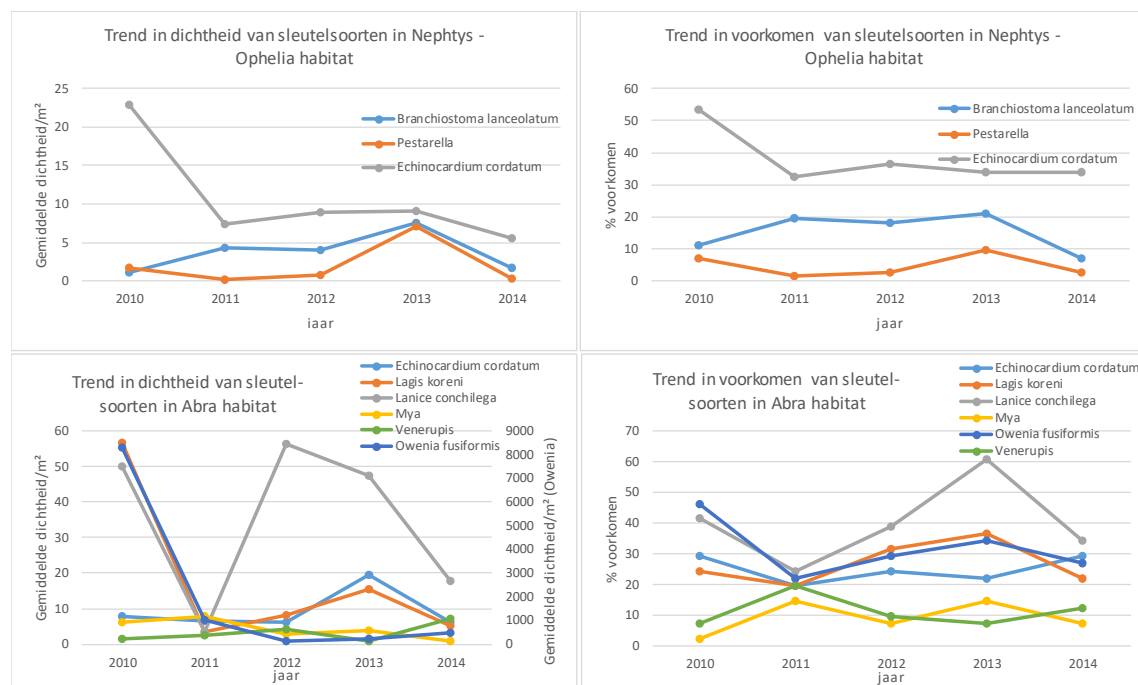 Trend in dichtheid van sleutelsoorten in Nephtys -
Ophelia habitat
Gemiddelde dichtheid/m²
25
20
15
10
5
0
Branchiostoma lanceolatum
Pestarella
Echinocardium cordatum
2010 2011 2012 2013 2014
jaar
Trend in voorkomen van sleutelsoorten in Nephtys -
Ophelia habitat
% voorkomen
60
50
40
30
20
10
0
Branchiostoma lanceolatum
Pestarella
Echinocardium cordatum
2010 2011 2012 2013 2014
jaar
Trend in dichtheid van sleutel-
soorten in Abra habitat
Echinocardium cordatum
Lagis koreni
Lanice conchilega
Mya
Venerupis
Owenia fusiformis
Gemiddelde dichtheid/m²
60
50
40
30
20
10
0
9000
8000
7000
6000
5000
4000
3000
2000
1000
0
Gemiddelde dichtheid/m² (Owenia)
2010 2011 2012 2013 2014
jaar
Trend in voorkomen van sleutel-
soorten in Abra habitat
Echinocardium cordatum
Lagis koreni
Lanice conchilega
Mya
Owenia fusiformis
Venerupis
% voorkomen
70
60
50
40
30
20
10
0
2010 2011 2012 2013 2014
jaar